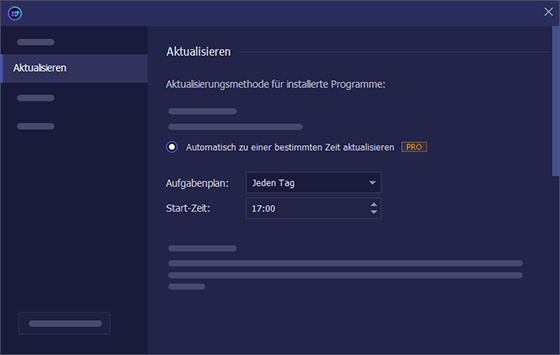 Aktualisieren
Aktualisieren
Aktualisierungsmethode für installierte Programme:
Automatisch zu einer bestimmten Zeit aktualisieren PRO
Aufgabenplan: Jeden Tag
Start-Zeit: 17:00